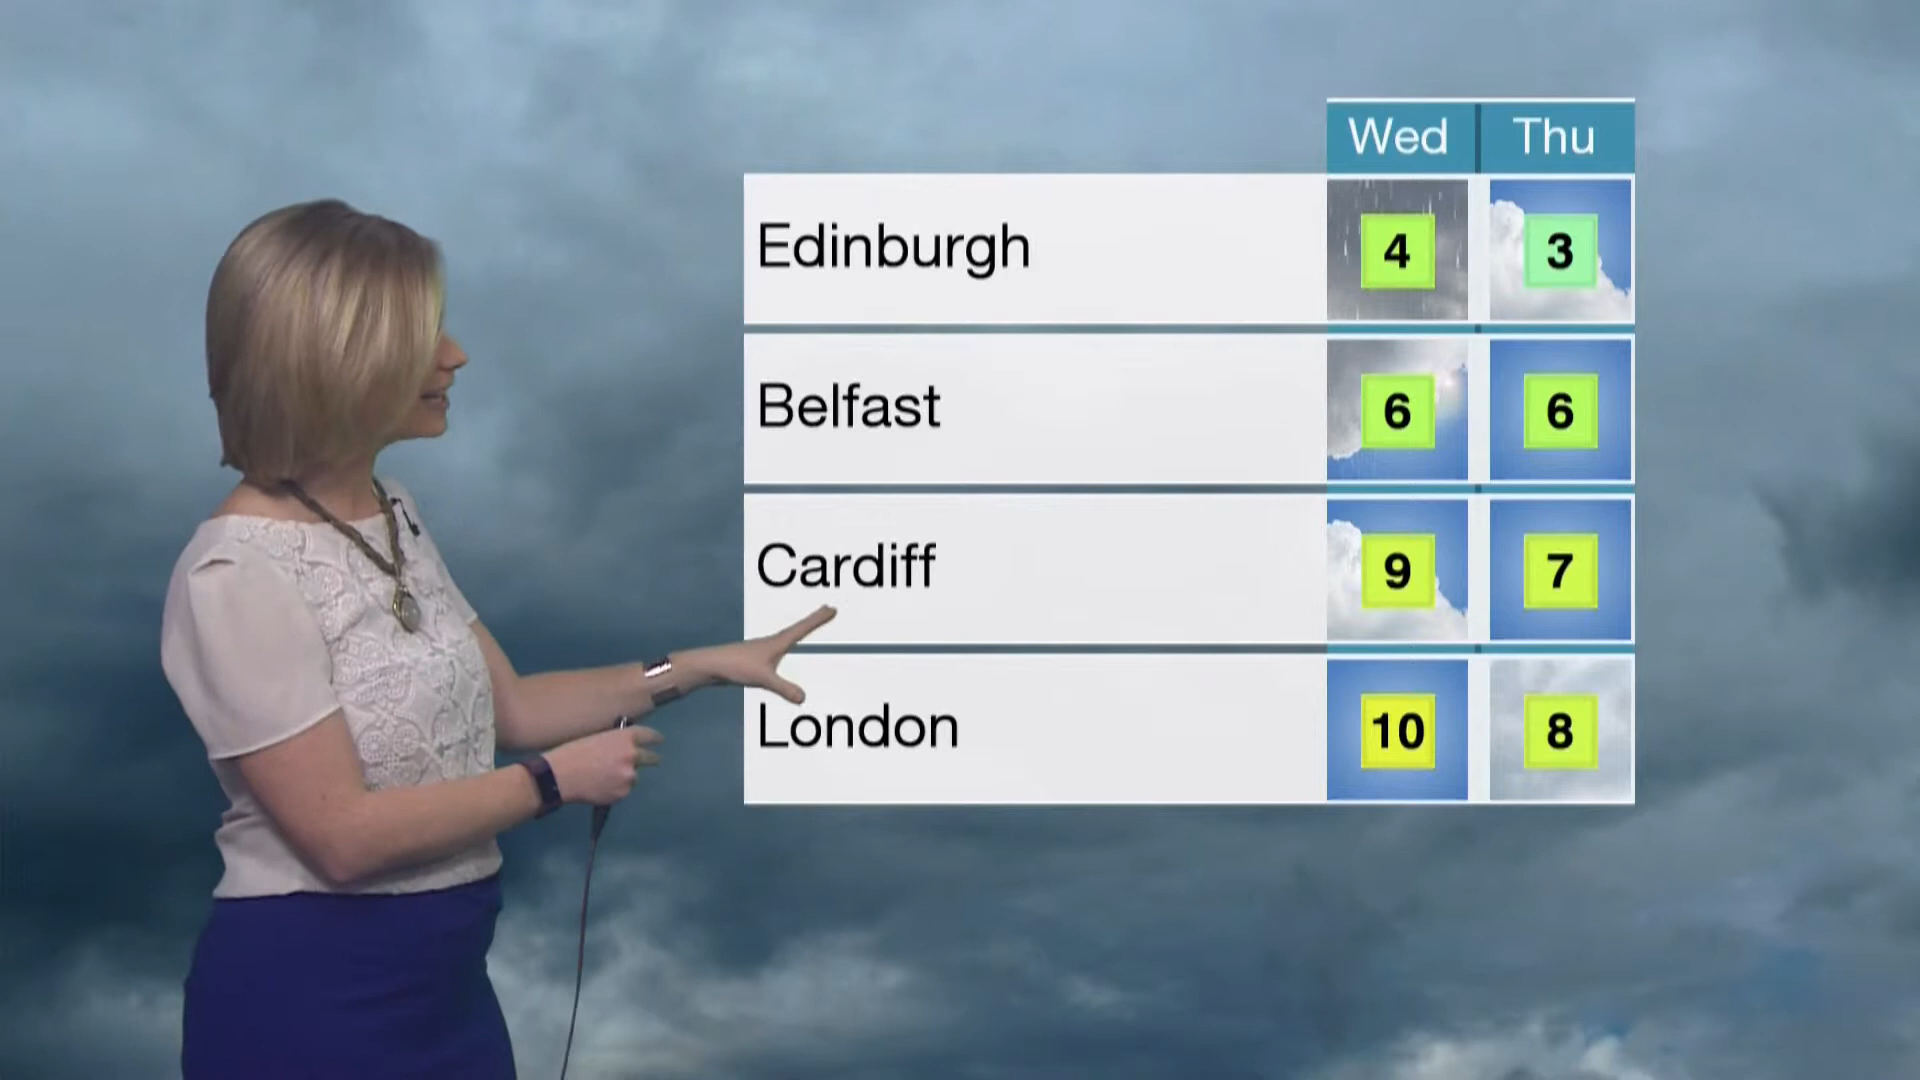 Wed Thu
Edinburgh 4 3
Belfast 6 6
Cardiff 9 7
London 10 8